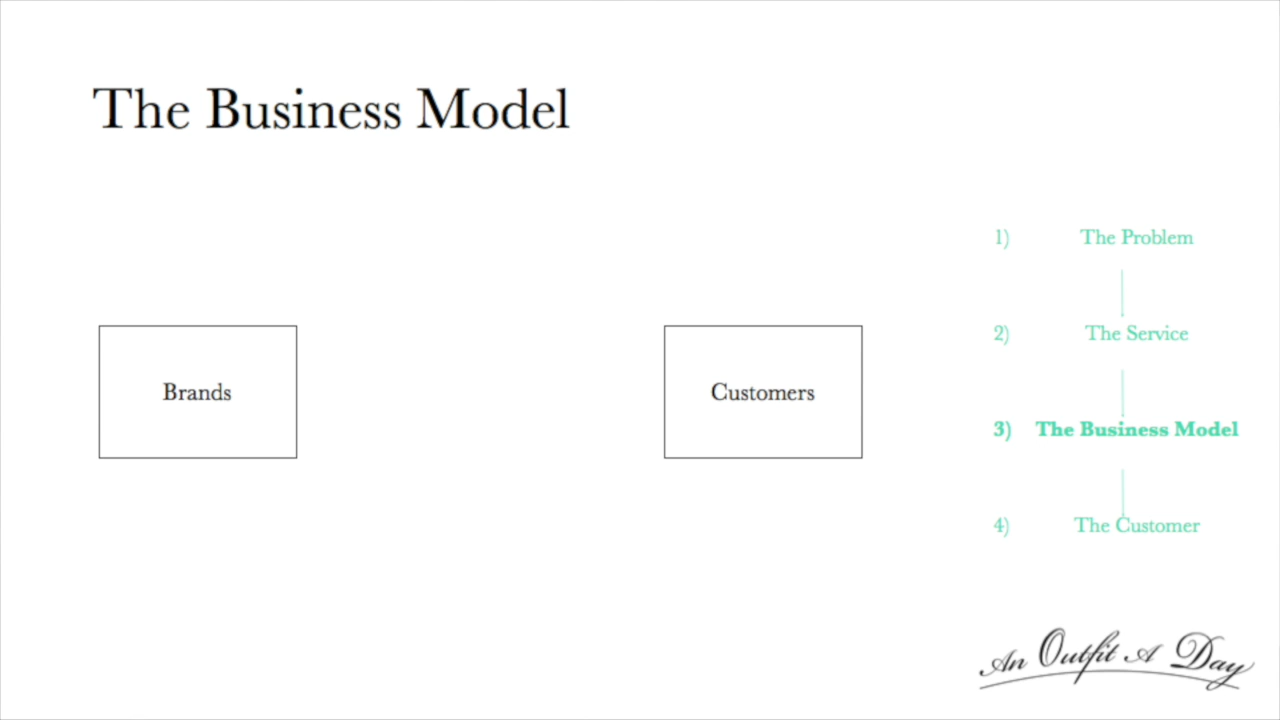 The Business Model
Brands
Customers
1) The Problem
2) The Service
3) The Business Model
4) The Customer
An Outfit A Day